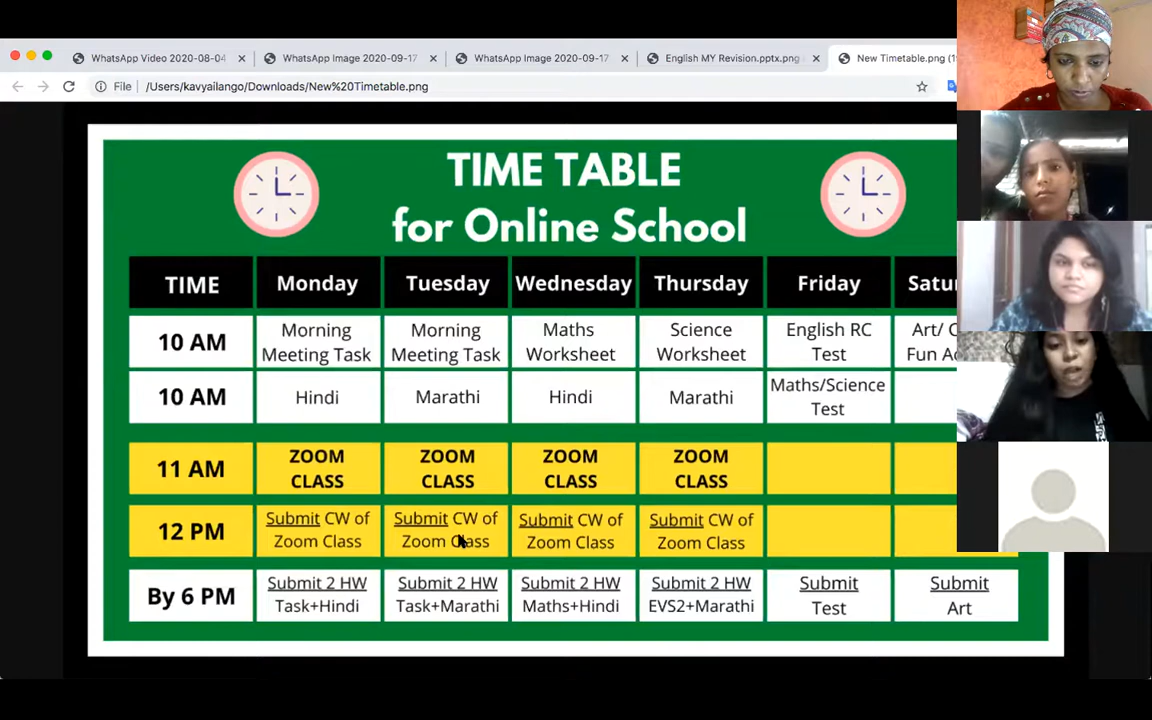 WhatsApp Video 2020-08-04
WhatsApp Image 2020-09-17
WhatsApp Image 2020-09-17
English MY Revision.pptx.png
New Timetable.png
File
/Users/kavyailango/Downloads/New%20Timetable.png
TIME TABLE
for Online School
TIME Monday Tuesday Wednesday Thursday Friday
10 AM
Morning
Meeting Task
Morning
Meeting Task
Maths
Worksheet
Science
Worksheet
English RC
Test
Art/
Fun
10 AM
Hindi
Marathi
Hindi
Marathi
Maths/Science
Test
11 AM
ZOOM
CLASS
ZOOM
CLASS
ZOOM
CLASS
ZOOM
CLASS
12 PM
Submit CW of
Zoom Class
Submit CW of
Zoom Class
Submit CW of
Zoom Class
Submit CW of
Zoom Class
By 6 PM
Submit 2 HW
Task+Hindi
Submit 2 HW
Task+Marathi
Submit 2 HW
Maths+Hindi
Submit 2 HW
EVS2+Marathi
Submit
Test
Submit
Art